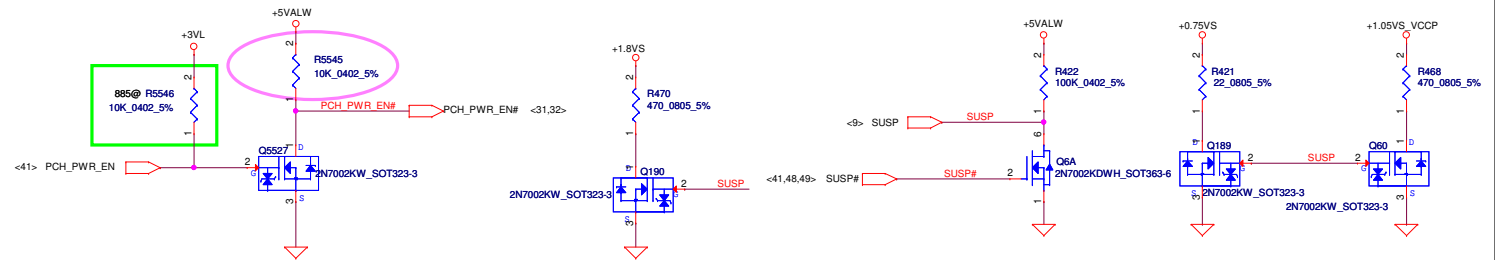 +3VL
2
885@ R5546
10K_0402_5%
1
<41> PCH_PWR_EN
+5VALW
2
R5545
10K_0402_5%
1
PCH_PWR_EN#
PCH_PWR_EN# <31,32>
Q5527
1
D
2
G
2N7002KW_SOT323-3
S
3
+1.8VS
2
R470
470_0805_5%
1
D
Q190
2
SUSP
G
2N7002KW_SOT323-3
S
3
+5VALW
2
R422
100K_0402_5%
1
<9> SUSP
SUSP
6
Q6A
2N7002KDWH_SOT363-6
<41,48,49> SUSP#
SUSP#
2
1
+0.75VS
2
R421
22_0805_5%
1
D
Q189
2
G
SUSP
S
2N7002KW_SOT323-3
3
+1.05VS_VCCP
2
R468
470_0805_5%
1
Q60
D
2
G
S
2N7002KW_SOT323-3
3